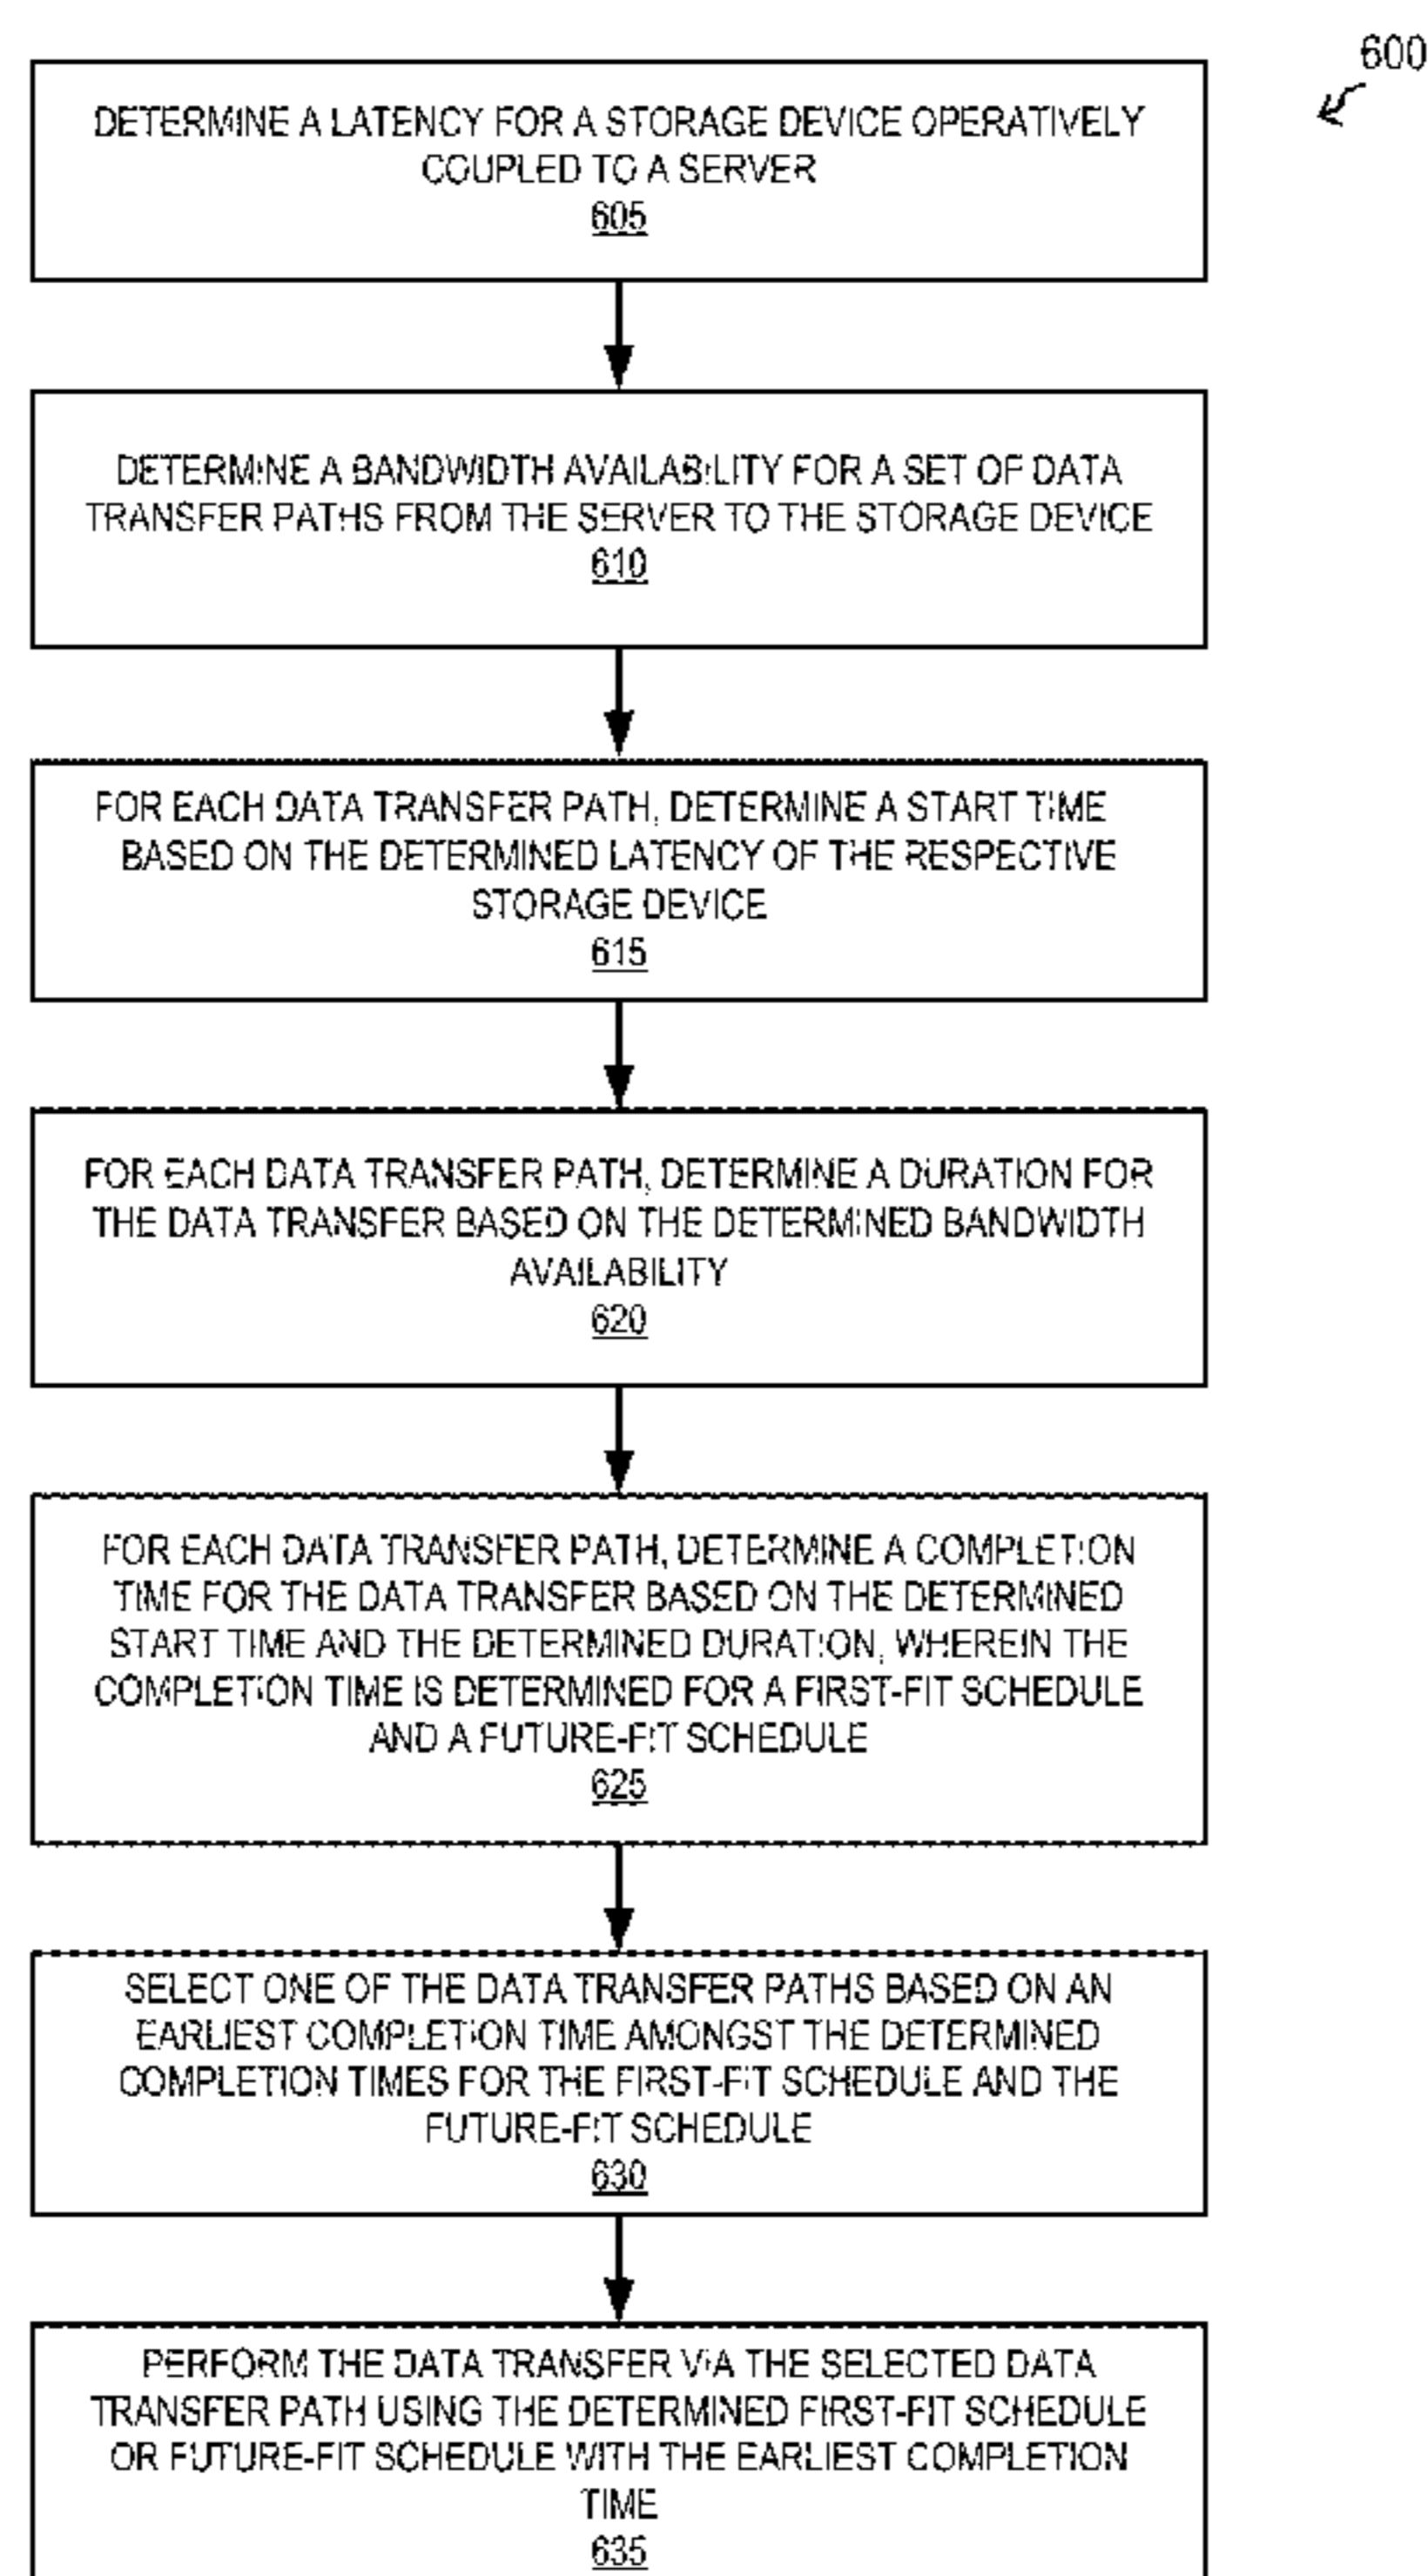 600
DETERMINE A LATENCY FOR A STORAGE DEVICE OPERATIVELY
COUPLED TO A SERVER
605
DETERMINE A BANDWIDTH AVAILABILITY FOR A SET OF DATA
TRANSFER PATHS FROM THE SERVER TO THE STORAGE DEVICE
610
FOR EACH DATA TRANSFER PATH, DETERMINE A START TIME
BASED ON THE DETERMINED LATENCY OF THE RESPECTIVE
STORAGE DEVICE
615
FOR EACH DATA TRANSFER PATH, DETERMINE A DURATION FOR
THE DATA TRANSFER BASED ON THE DETERMINED BANDWIDTH
AVAILABILITY
620
FOR EACH DATA TRANSFER PATH, DETERMINE A COMPLETION
TIME FOR THE DATA TRANSFER BASED ON THE DETERMINED
START TIME AND THE DETERMINED DURATION, WHEREIN THE
COMPLETION TIME IS DETERMINED FOR A FIRST-FIT SCHEDULE
AND A FUTURE-FIT SCHEDULE
625
SELECT ONE OF THE DATA TRANSFER PATHS BASED ON AN
EARLIEST COMPLETION TIME AMONGST THE DETERMINED
COMPLETION TIMES FOR THE FIRST-FIT SCHEDULE AND THE
FUTURE-FIT SCHEDULE
630
PERFORM THE DATA TRANSFER VIA THE SELECTED DATA
TRANSFER PATH USING THE DETERMINED FIRST-FIT SCHEDULE
OR FUTURE-FIT SCHEDULE WITH THE EARLIEST COMPLETION
TIME
635